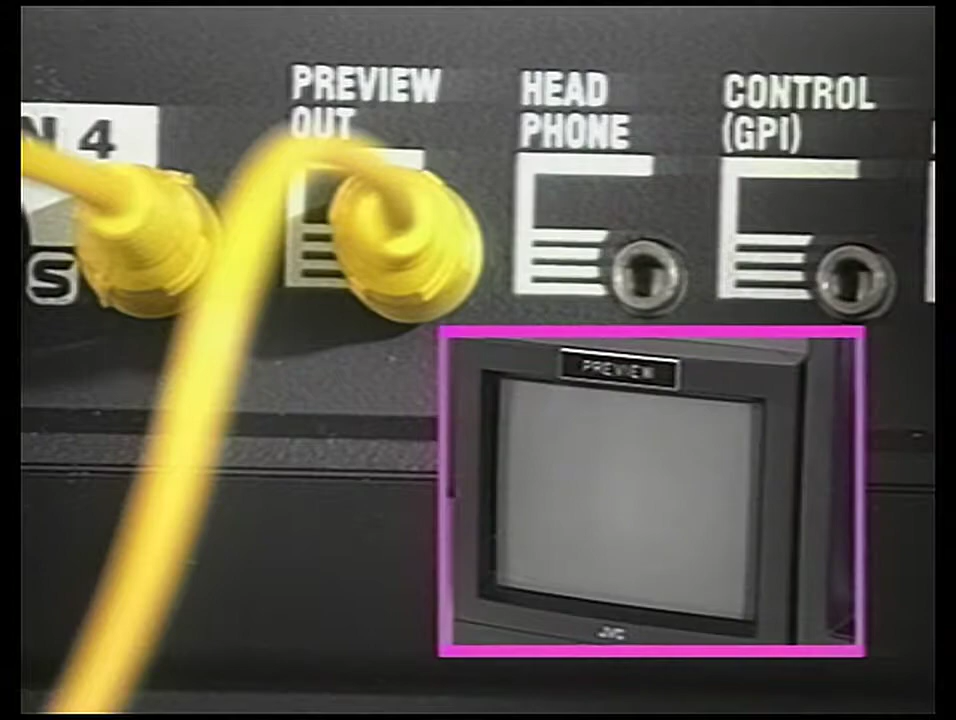 PREVIEW
OUT
HEAD
PHONE
CONTROL
(GPI)
N 4
S
PREVIEW
JVC